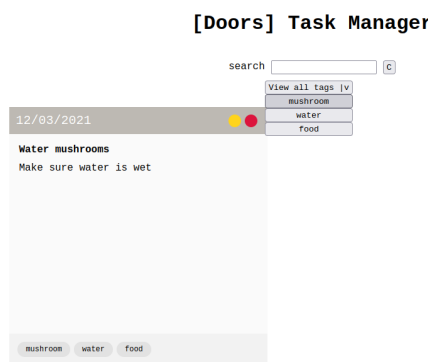 [Doors] Task Manager
search C
View all tags |v
mushroom
water
food
12/03/2021
Water mushrooms
Make sure water is wet
mushroom water food